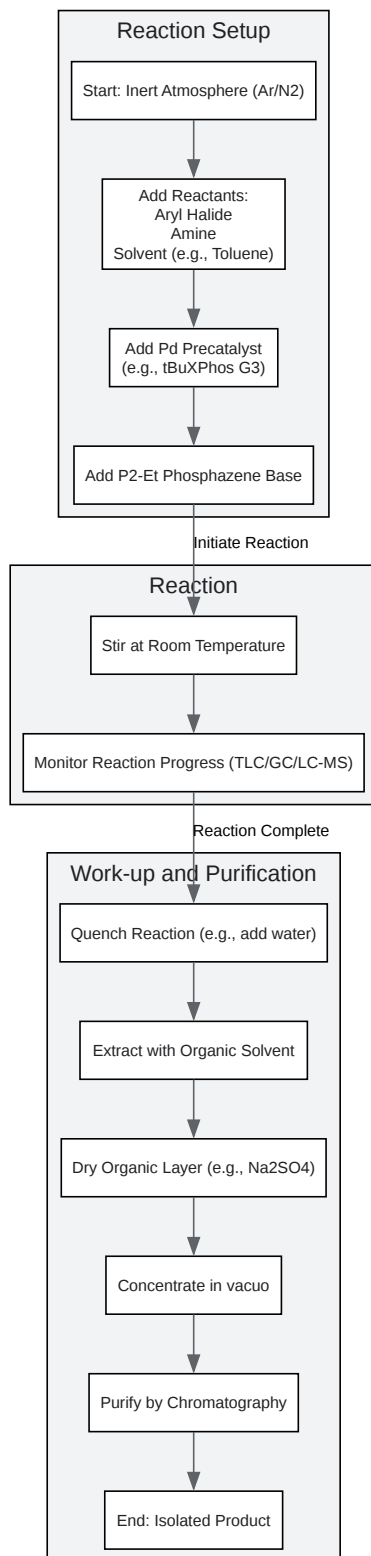 Reaction Setup
Start: Inert Atmosphere (Ar/N2)
Add Reactants:
Aryl Halide
Amine
Solvent (e.g., Toluene)
Add Pd Precatalyst
(e.g., tBuXPhos G3)
Add P2-Et Phosphazene Base
Initiate Reaction
Reaction
Stir at Room Temperature
Monitor Reaction Progress (TLC/GC/LC-MS)
Reaction Complete
Work-up and Purification
Quench Reaction (e.g., add water)
Extract with Organic Solvent
Dry Organic Layer (e.g., Na2SO4)
Concentrate in vacuo
Purify by Chromatography
End: Isolated Product